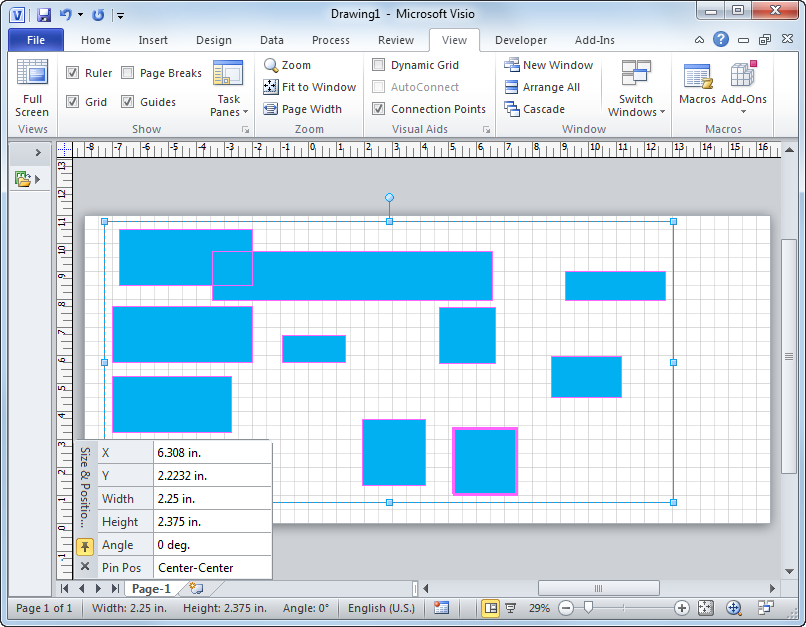 Drawing1 - Microsoft Visio
File Home Insert Design Data Process Review View Developer Add-Ins
Full Screen
Ruler Page Breaks
Grid Guides
Task Panes
Zoom
Fit to Window
Page Width
Dynamic Grid
AutoConnect
Connection Points
New Window
Arrange All
Cascade
Switch Windows
Macros Add-Ons
Views Show Zoom Visual Aids Window Macros
-8 -7 -6 -5 -4 -3 -2 -1 0 1 2 3 4 5 6 7 8 9 10 11 12 13 14 15 16
13
12
11
10
9
8
7
6
5
4
3
2
1
0
-1
Size & Positio...
X 6.308 in.
Y 2.2232 in.
Width 2.25 in.
Height 2.375 in.
Angle 0 deg.
Pin Pos Center-Center
Page-1
Page 1 of 1 Width: 2.25 in. Height: 2.375 in. Angle: 0° English (U.S.) 29%